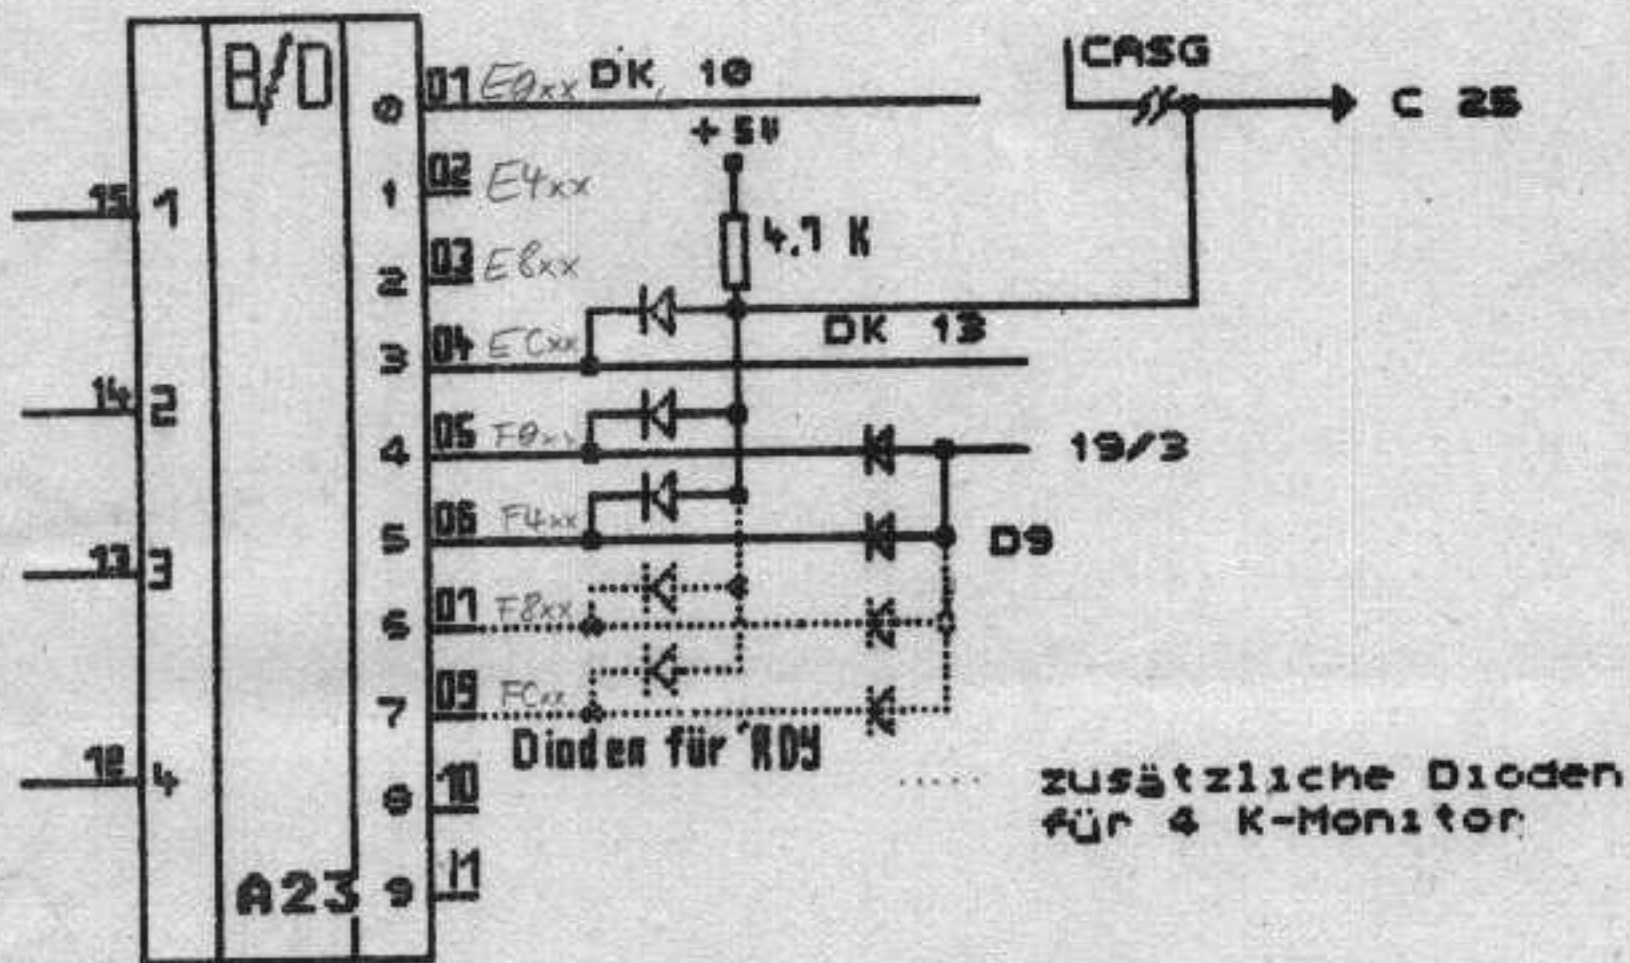 B/D
0 01 E0xx DK, 10
CASG
C 25
+5V
1 02 E4xx
15 1
4.7 K
2 03 E8xx
DK 13
3 04 ECxx
14 2
4 05 F0xx
19/3
5 06 F4xx
D9
13 3
6 07 F8xx
7 09 FCxx
Dioden für RDY
12 4
8 10
..... zusätzliche Dioden
für 4 K-Monitor
A23 9 11